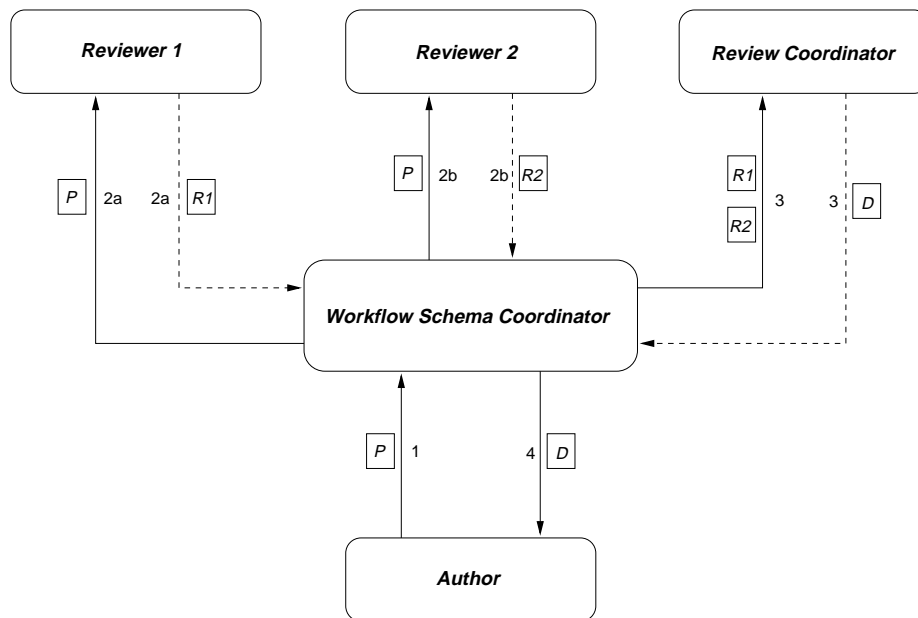 Reviewer 1
Reviewer 2
Review Coordinator
P
2a
2a
R1
P
2b
2b
R2
R1
R2
3
3
D
Workflow Schema Coordinator
P
1
4
D
Author